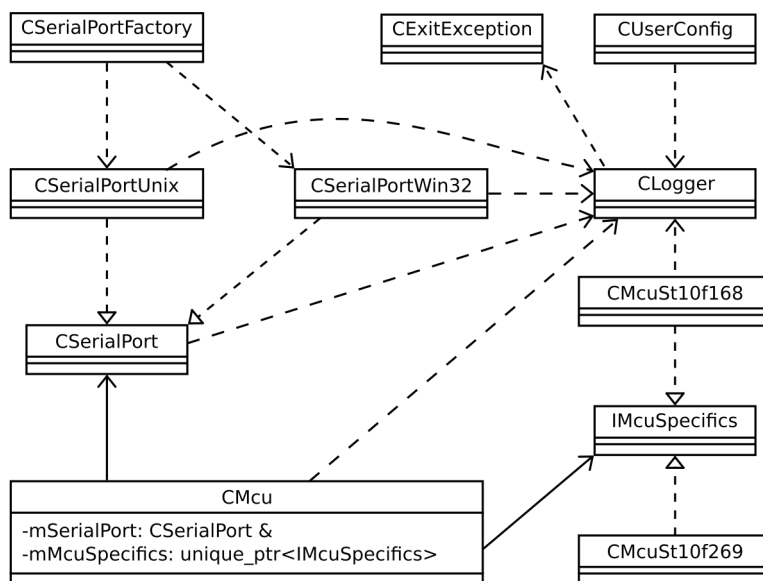 CSerialPortFactory
CExitException
CUserConfig
CSerialPortUnix
CSerialPortWin32
CLogger
CMcuSt10f168
CSerialPort
IMcuSpecifics
CMcu
-mSerialPort: CSerialPort &
-mMcuSpecifics: unique_ptr<IMcuSpecifics>
CMcuSt10f269